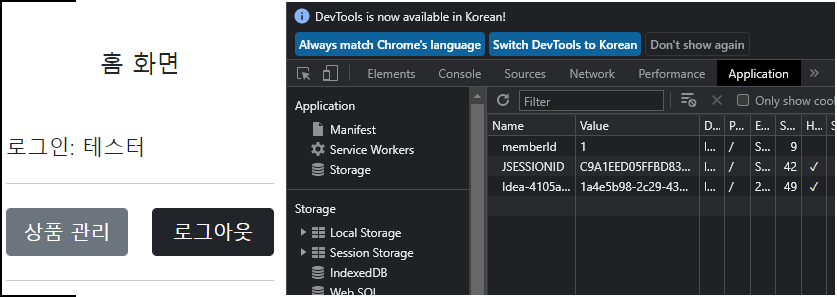 홈 화면
로그인: 테스터
상품 관리
로그아웃
DevTools is now available in Korean!
Always match Chrome's language
Switch DevTools to Korean
Don't show again
Elements
Console
Sources
Network
Performance
Application
»
Application
Manifest
Service Workers
Storage
Storage
Local Storage
Session Storage
IndexedDB
Web SQL
Filter
Only show coo
Name Value D... P... E... S... H... S
memberId 1 l... / S... 9
JSESSIONID C9A1EED05FFBD83... l... / S... 42 ✓
Idea-4105a... 1a4e5b98-2c29-43... l... / 2... 49 ✓